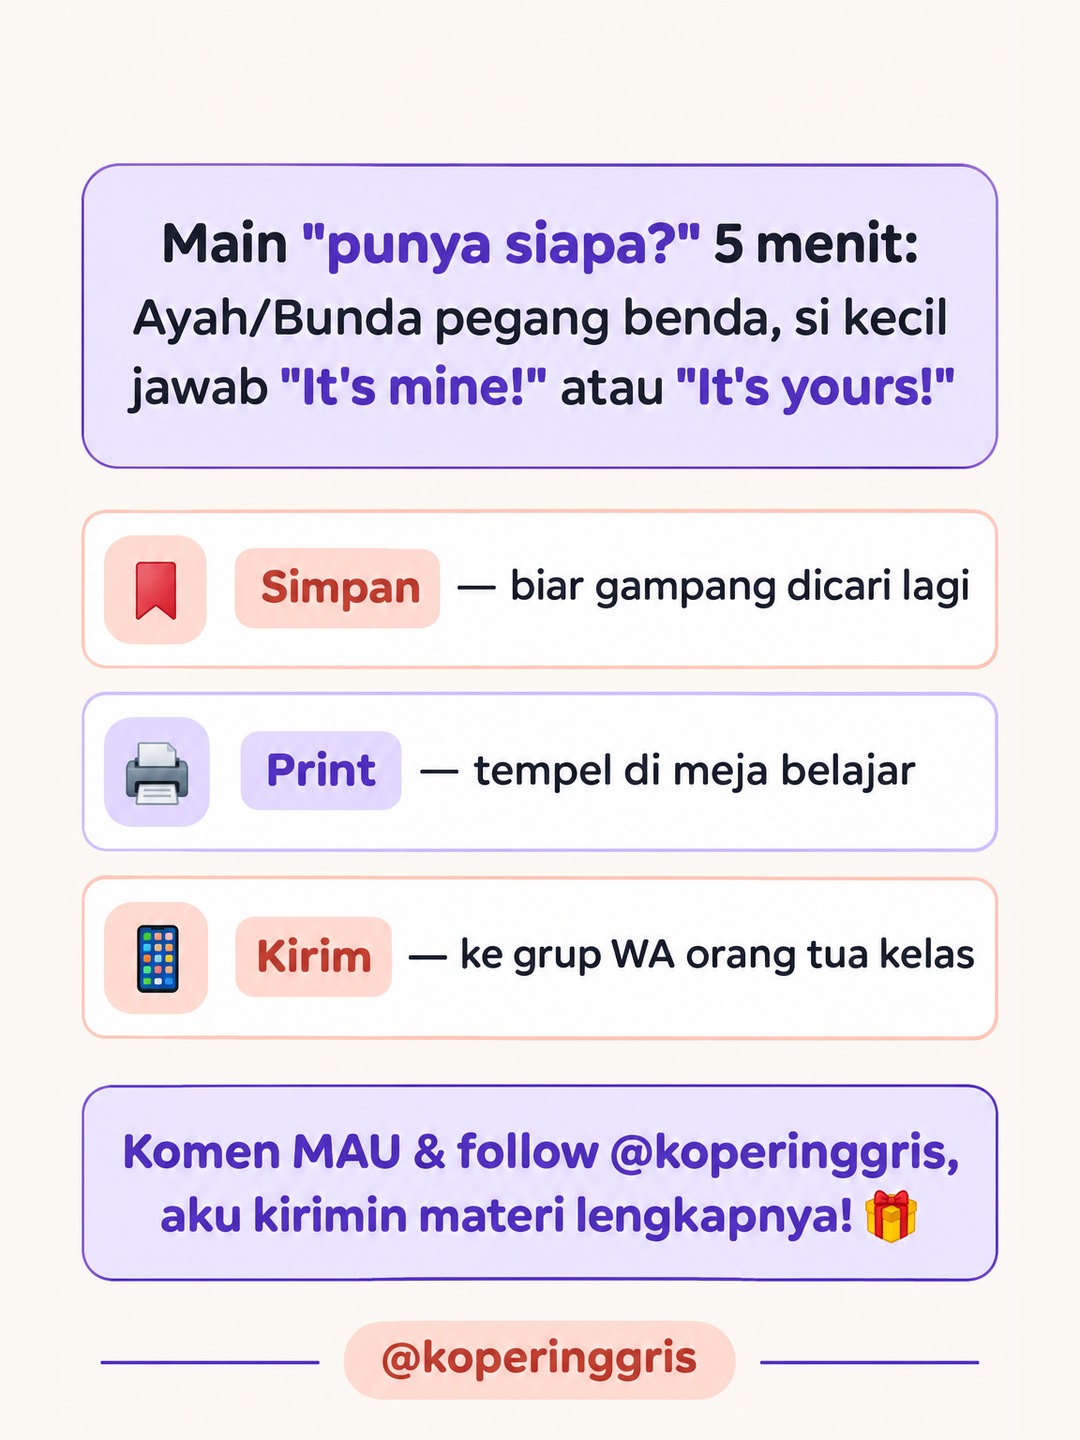 Main "punya siapa?" 5 menit:
Ayah/Bunda pegang benda, si kecil
jawab "It's mine!" atau "It's yours!"
Simpan — biar gampang dicari lagi
Print — tempel di meja belajar
Kirim — ke grup WA orang tua kelas
Komen MAU & follow @koperinggris,
aku kirimin materi lengkapnya! 🎁
@koperinggris